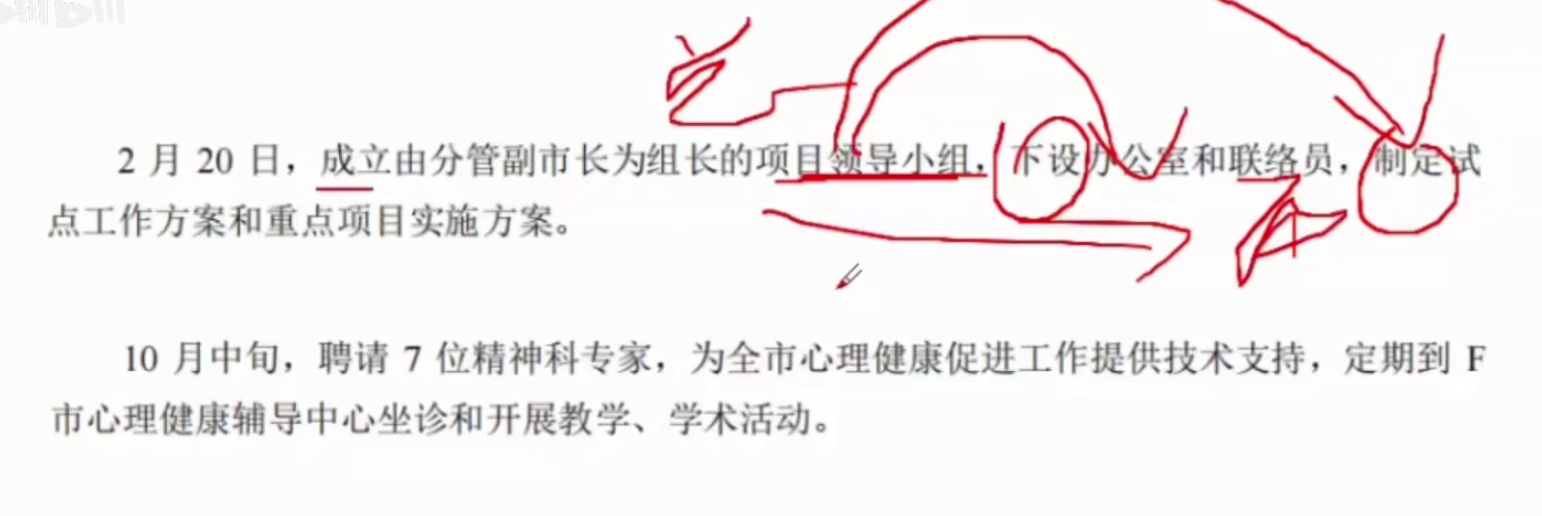 2 月 20 日，成立由分管副市长为组长的项目领导小组，下设办公室和联络员，制定试
点工作方案和重点项目实施方案。
10 月中旬，聘请 7 位精神科专家，为全市心理健康促进工作提供技术支持，定期到 F
市心理健康辅导中心坐诊和开展教学、学术活动。